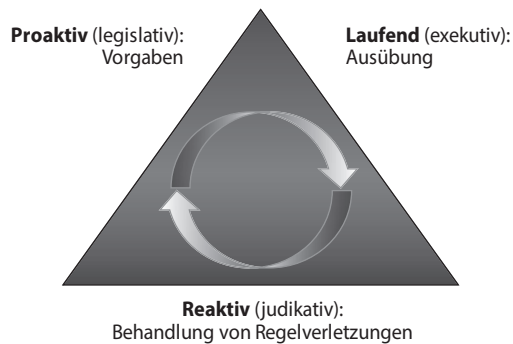 Proaktiv (legislativ):
Vorgaben
Laufend (exekutiv):
Ausübung
Reaktiv (judikativ):
Behandlung von Regelverletzungen